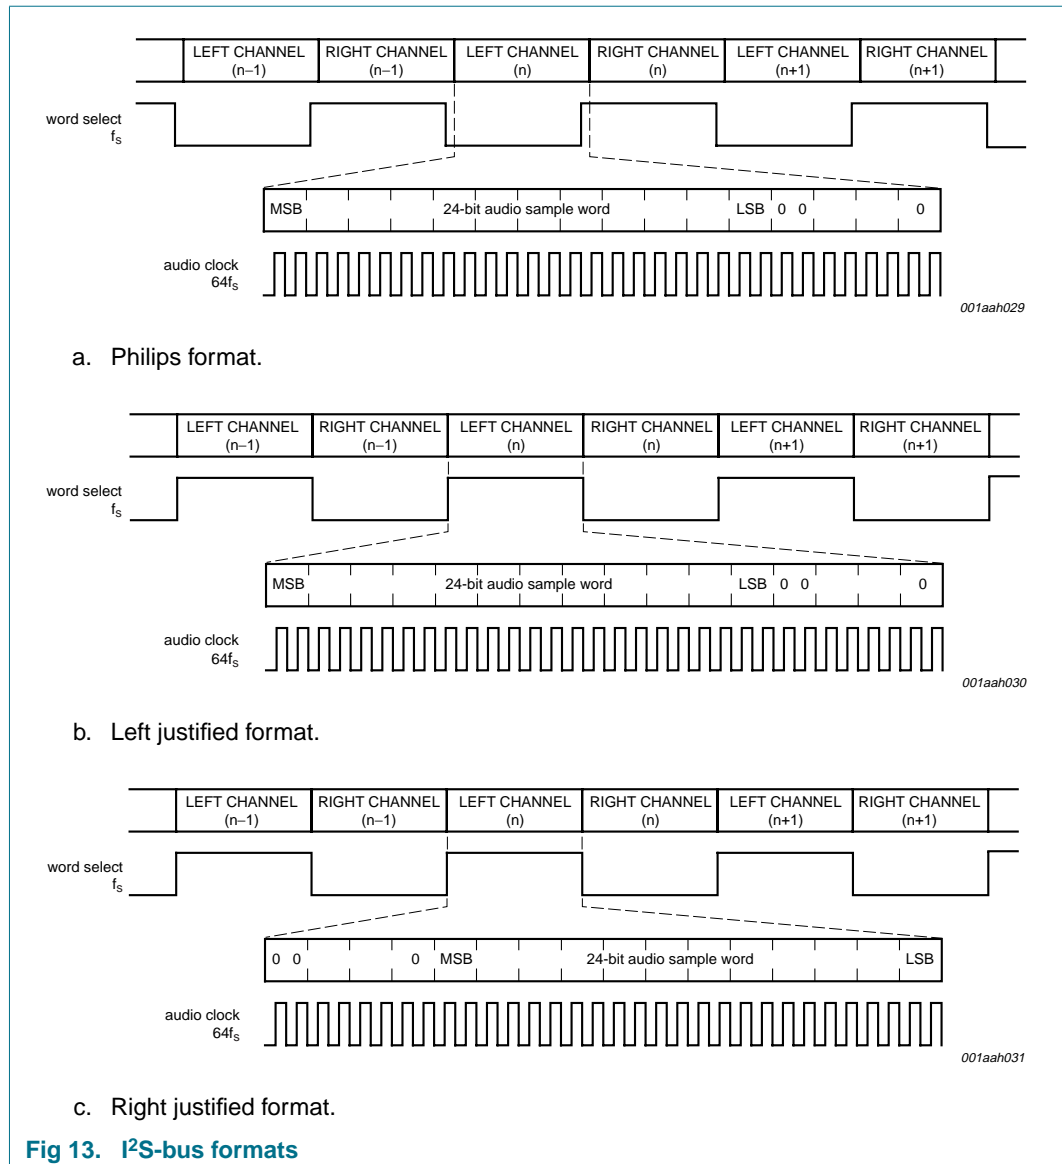 LEFT CHANNEL RIGHT CHANNEL LEFT CHANNEL RIGHT CHANNEL LEFT CHANNEL RIGHT CHANNEL
(n−1) (n−1) (n) (n) (n+1) (n+1)
word select
fS
MSB 24-bit audio sample word LSB 0 0 0
audio clock
64fS
001aah029
a. Philips format.
LEFT CHANNEL RIGHT CHANNEL LEFT CHANNEL RIGHT CHANNEL LEFT CHANNEL RIGHT CHANNEL
(n−1) (n−1) (n) (n) (n+1) (n+1)
word select
fS
MSB 24-bit audio sample word LSB 0 0 0
audio clock
64fS
001aah030
b. Left justified format.
LEFT CHANNEL RIGHT CHANNEL LEFT CHANNEL RIGHT CHANNEL LEFT CHANNEL RIGHT CHANNEL
(n−1) (n−1) (n) (n) (n+1) (n+1)
word select
fS
0 0 0 MSB 24-bit audio sample word LSB
audio clock
64fS
001aah031
c. Right justified format.
Fig 13. I²S-bus formats